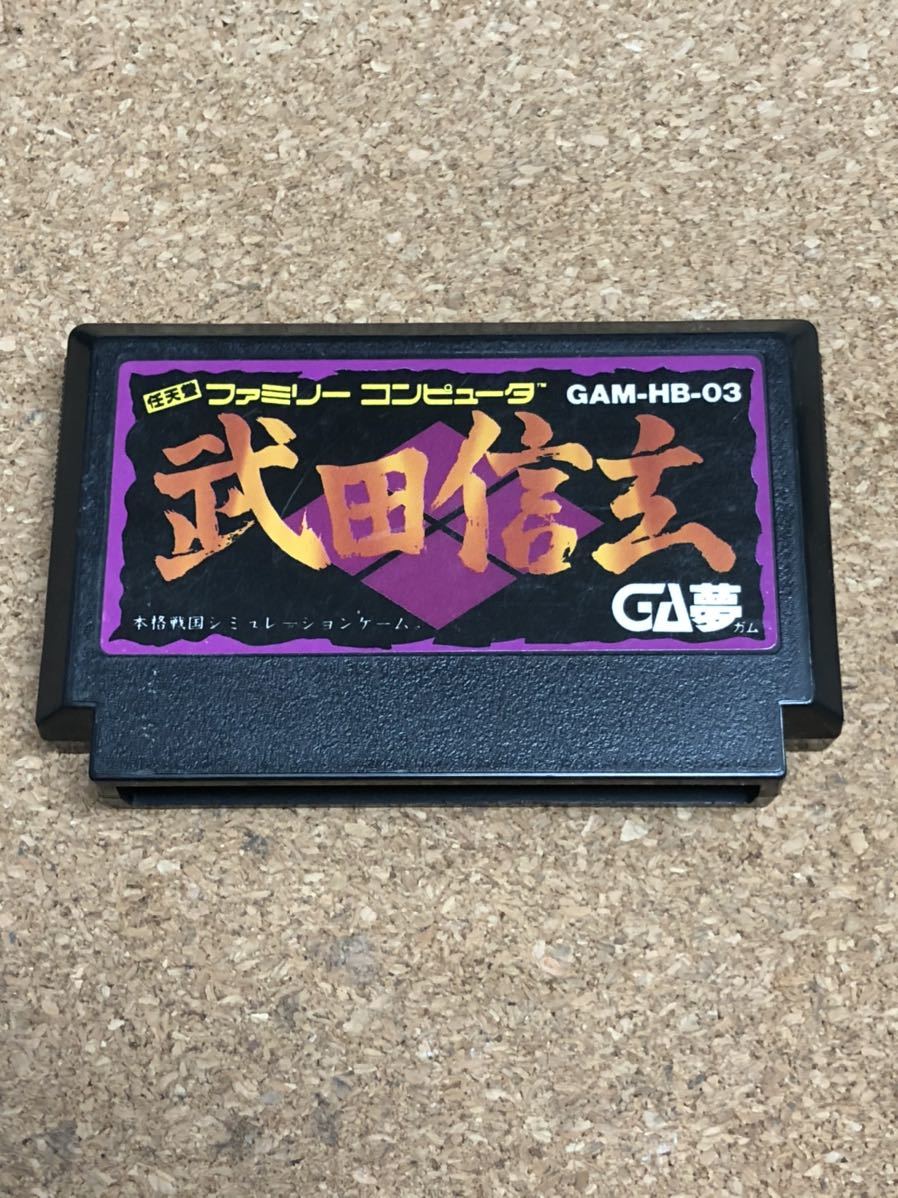 任天堂 ファミリー コンピュータ™ GAM-HB-03
武田信玄
GA夢
ガム
本格戦国シミュレーションゲーム